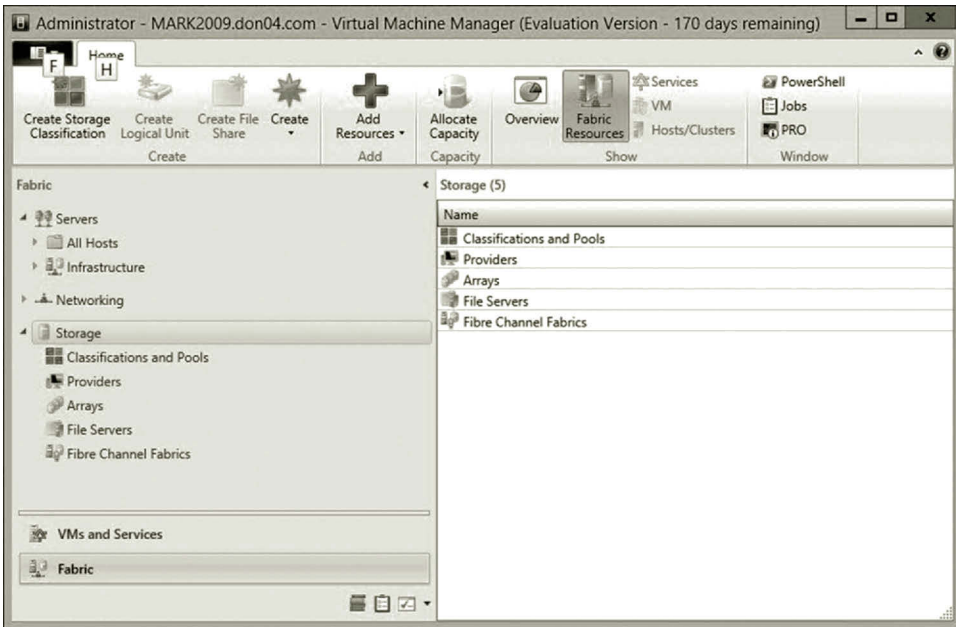 Administrator - MARK2009.don04.com - Virtual Machine Manager (Evaluation Version - 170 days remaining)
F
Home
H
Create Storage Classification
Create Logical Unit
Create File Share
Create
Create
Add Resources
Add
Allocate Capacity
Capacity
Overview
Fabric Resources
Services
VM
Hosts/Clusters
Show
PowerShell
Jobs
PRO
Window
Fabric
Servers
All Hosts
Infrastructure
Networking
Storage
Classifications and Pools
Providers
Arrays
File Servers
Fibre Channel Fabrics
VMs and Services
Fabric
Storage (5)
Name
Classifications and Pools
Providers
Arrays
File Servers
Fibre Channel Fabrics